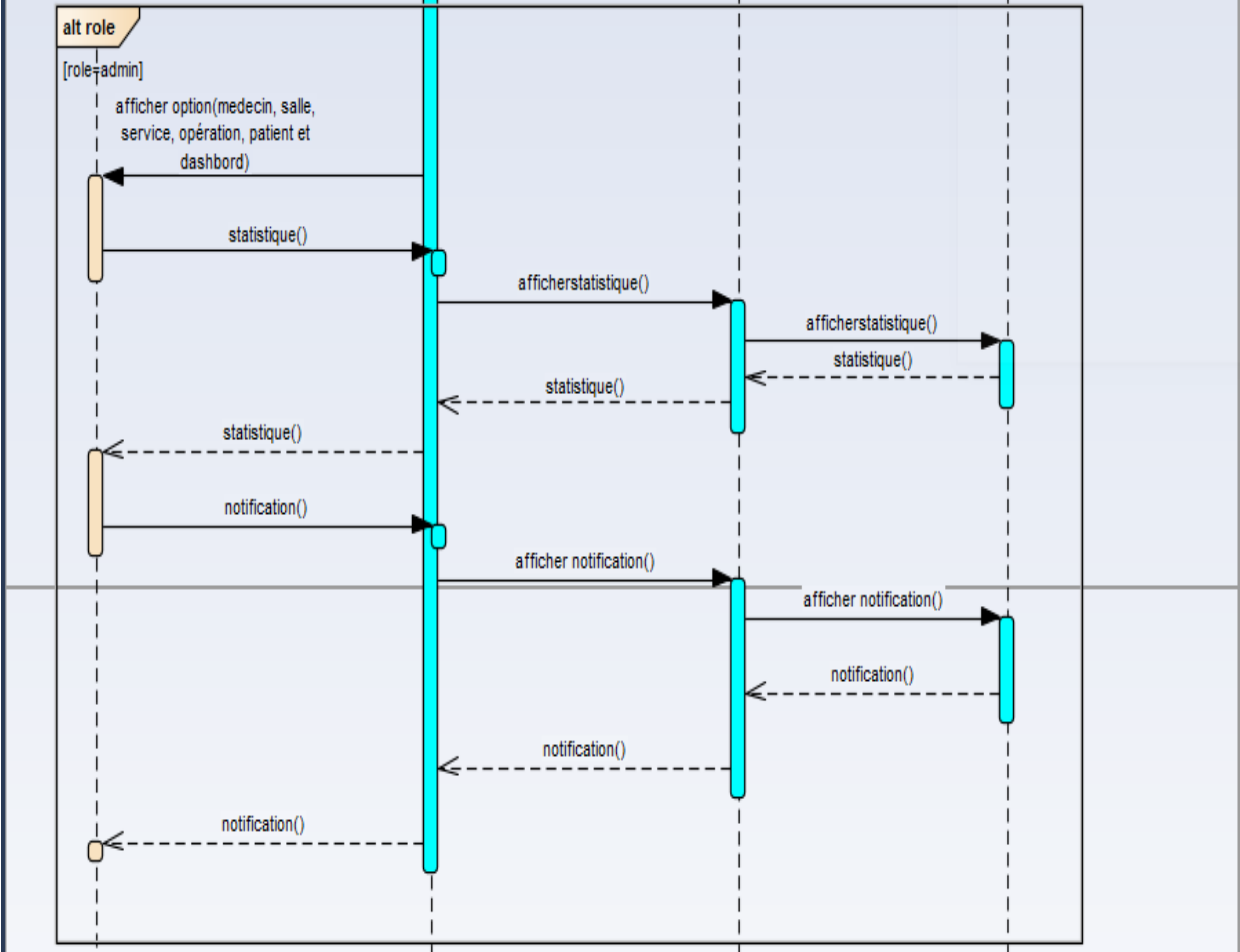 alt role
[role=admin]
afficher option(medecin, salle,
service, opération, patient et
dashbord)
statistique()
afficherstatistique()
afficherstatistique()
statistique()
statistique()
statistique()
notification()
afficher notification()
afficher notification()
notification()
notification()
notification()